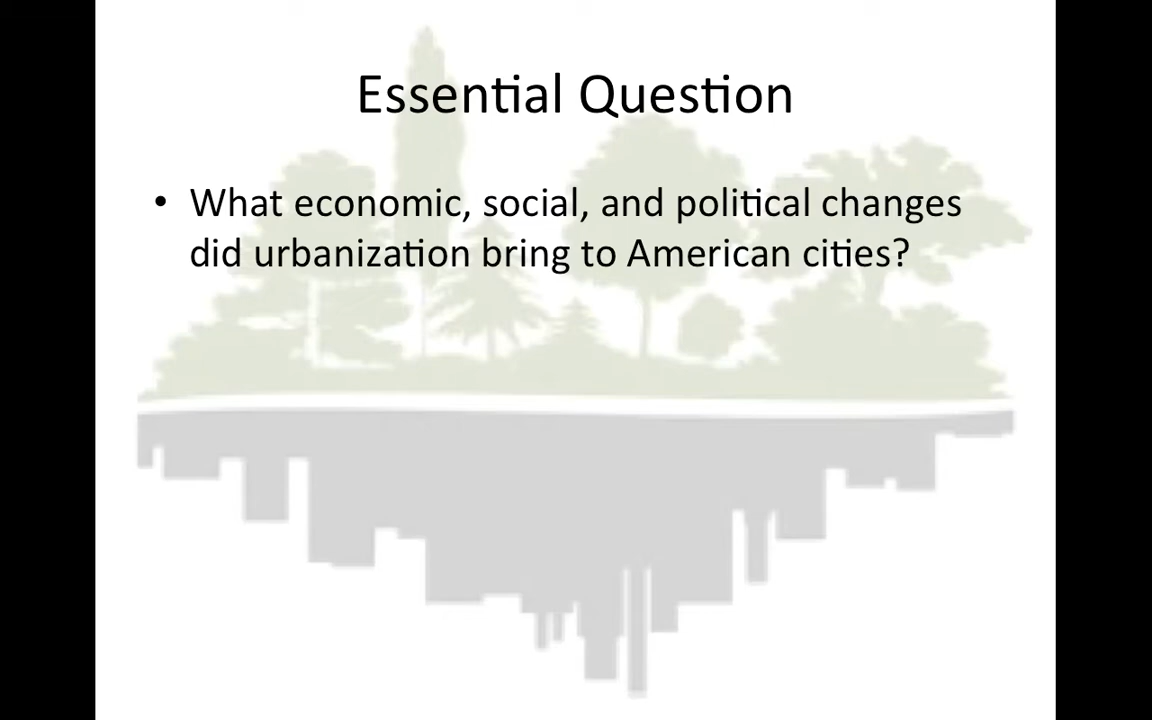 Essential Question
• What economic, social, and political changes
did urbanization bring to American cities?